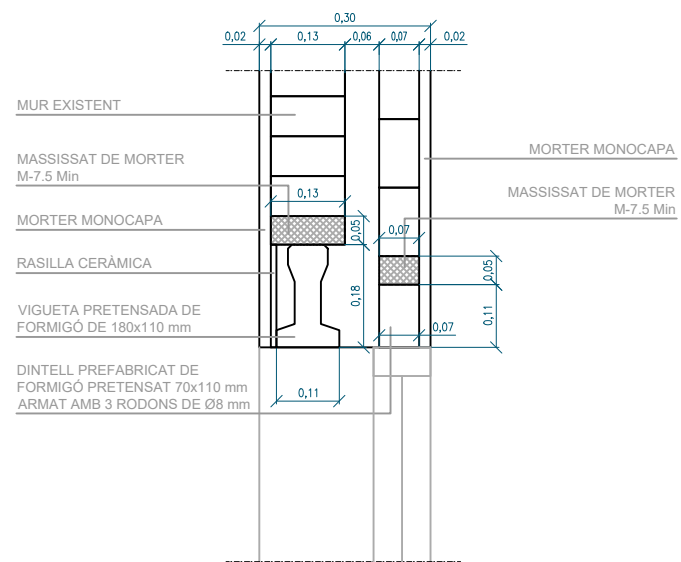 0,30
0,02 0,13 0,06 0,07 0,02
MUR EXISTENT
MORTER MONOCAPA
MASSISSAT DE MORTER
M-7.5 Min
0,13
MASSISSAT DE MORTER
M-7.5 Min
MORTER MONOCAPA
0,05
0,07
RASILLA CERÀMICA
0,05
0,18
VIGUETA PRETENSADA DE
FORMIGÓ DE 180x110 mm
0,11
0,07
DINTELL PREFABRICAT DE
FORMIGÓ PRETENSAT 70x110 mm
ARMAT AMB 3 RODONS DE Ø8 mm
0,11